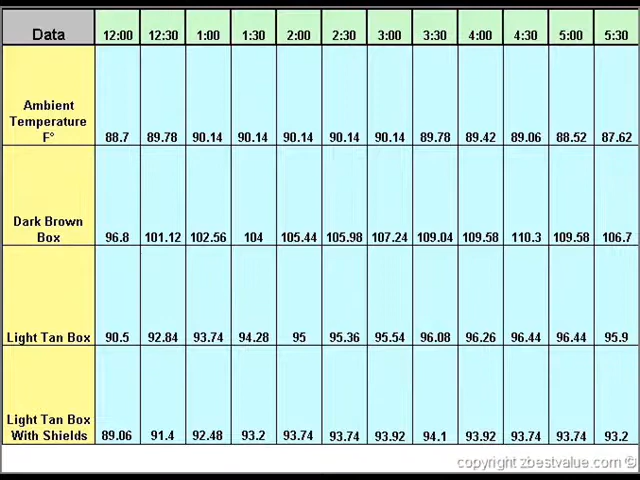 Data 12:00 12:30 1:00 1:30 2:00 2:30 3:00 3:30 4:00 4:30 5:00 5:30
Ambient
Temperature
F° 88.7 89.78 90.14 90.14 90.14 90.14 90.14 89.78 89.42 89.06 88.52 87.62
Dark Brown
Box 96.8 101.12 102.56 104 105.44 105.98 107.24 109.04 109.58 110.3 109.58 106.7
Light Tan Box 90.5 92.84 93.74 94.28 95 95.36 95.54 96.08 96.26 96.44 96.44 95.9
Light Tan Box
With Shields 89.06 91.4 92.48 93.2 93.74 93.74 93.92 94.1 93.92 93.74 93.74 93.2
copyright zbestvalue.com ©